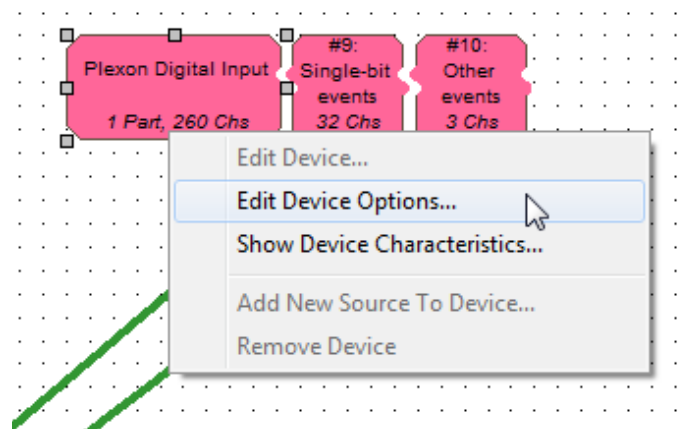 Plexon Digital Input
1 Part, 260 Chs
#9:
Single-bit
events
32 Chs
#10:
Other
events
3 Chs
Edit Device...
Edit Device Options...
Show Device Characteristics...
Add New Source To Device...
Remove Device